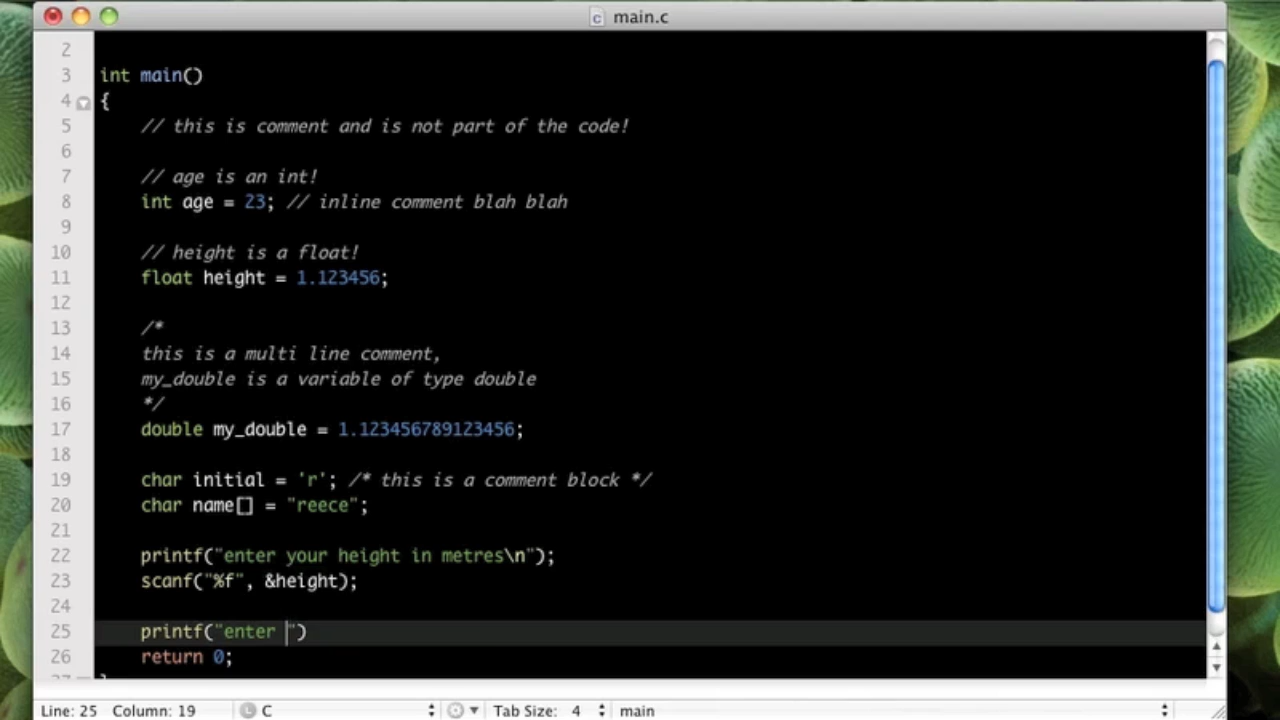 main.c
2
3 int main()
4 {
5 // this is comment and is not part of the code!
6
7 // age is an int!
8 int age = 23; // inline comment blah blah
9
10 // height is a float!
11 float height = 1.123456;
12
13 /*
14 this is a multi line comment,
15 my_double is a variable of type double
16 */
17 double my_double = 1.123456789123456;
18
19 char initial = 'r'; /* this is a comment block */
20 char name[] = "reece";
21
22 printf("enter your height in metres\n");
23 scanf("%f", &height);
24
25 printf("enter ")
26 return 0;
27 }
Line: 25 Column: 19 L C Tab Size: 4 main